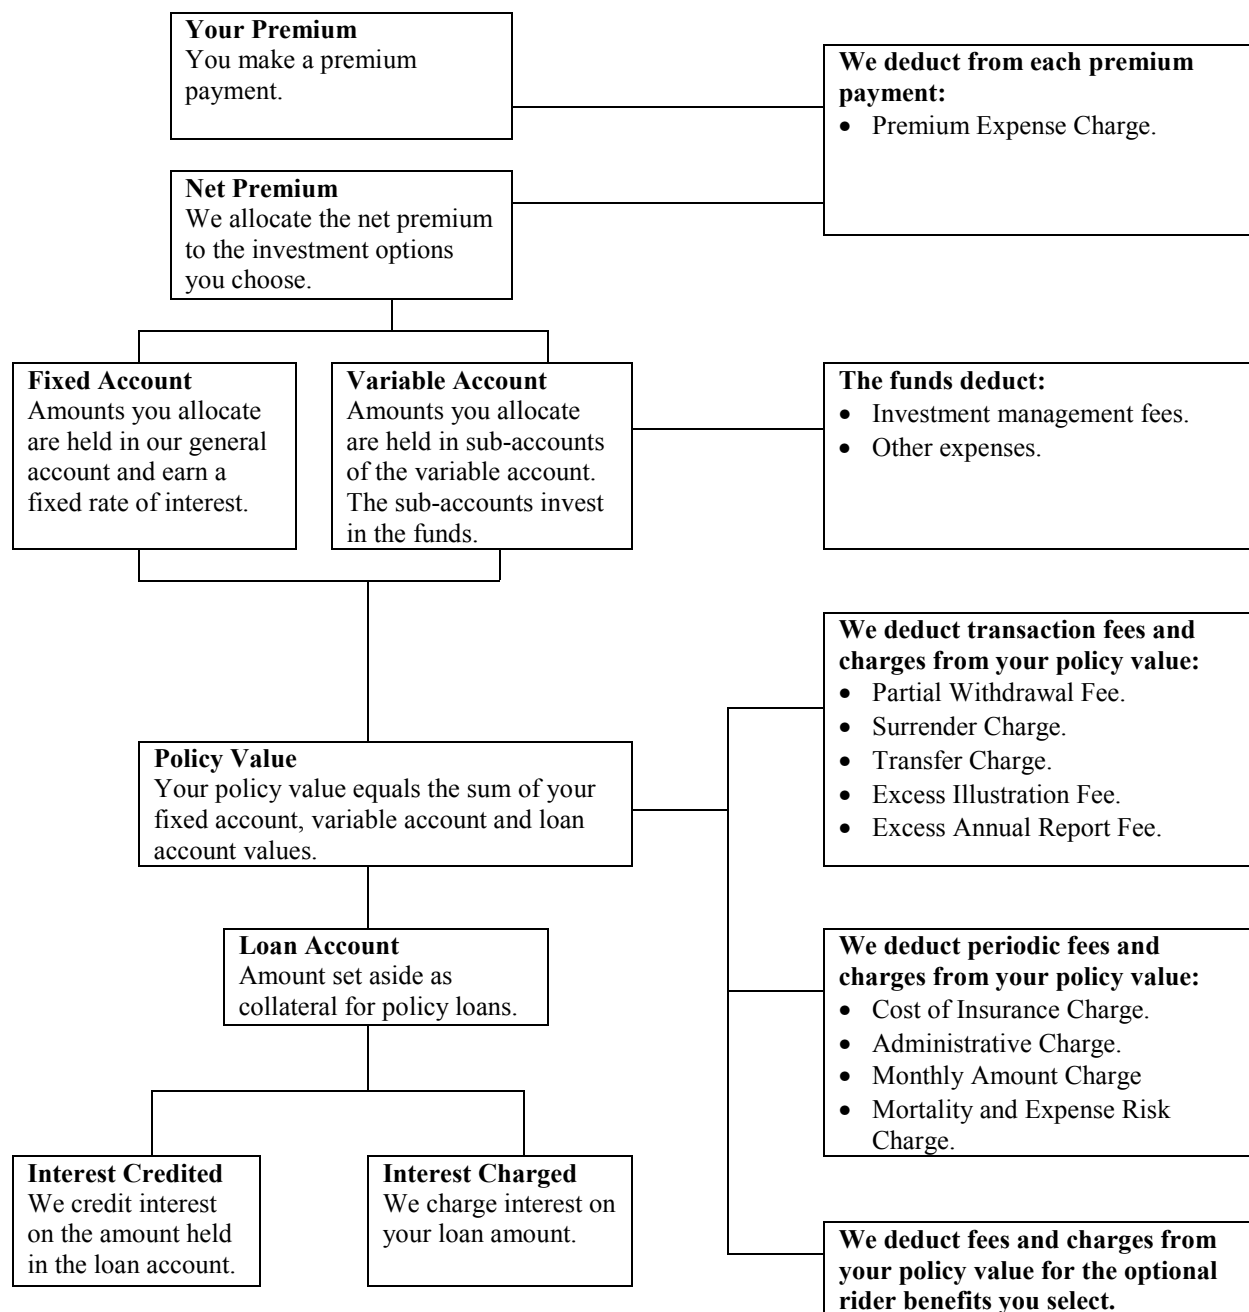 Your Premium
You make a premium
payment.
We deduct from each premium
payment:
• Premium Expense Charge.
Net Premium
We allocate the net premium
to the investment options
you choose.
Fixed Account
Amounts you allocate
are held in our general
account and earn a
fixed rate of interest.
Variable Account
Amounts you allocate
are held in sub-accounts
of the variable account.
The sub-accounts invest
in the funds.
The funds deduct:
• Investment management fees.
• Other expenses.
We deduct transaction fees and
charges from your policy value:
• Partial Withdrawal Fee.
• Surrender Charge.
• Transfer Charge.
• Excess Illustration Fee.
• Excess Annual Report Fee.
Policy Value
Your policy value equals the sum of your
fixed account, variable account and loan
account values.
Loan Account
Amount set aside as
collateral for policy loans.
We deduct periodic fees and
charges from your policy value:
• Cost of Insurance Charge.
• Administrative Charge.
• Monthly Amount Charge
• Mortality and Expense Risk
Charge.
Interest Credited
We credit interest
on the amount held
in the loan account.
Interest Charged
We charge interest on
your loan amount.
We deduct fees and charges from
your policy value for the optional
rider benefits you select.